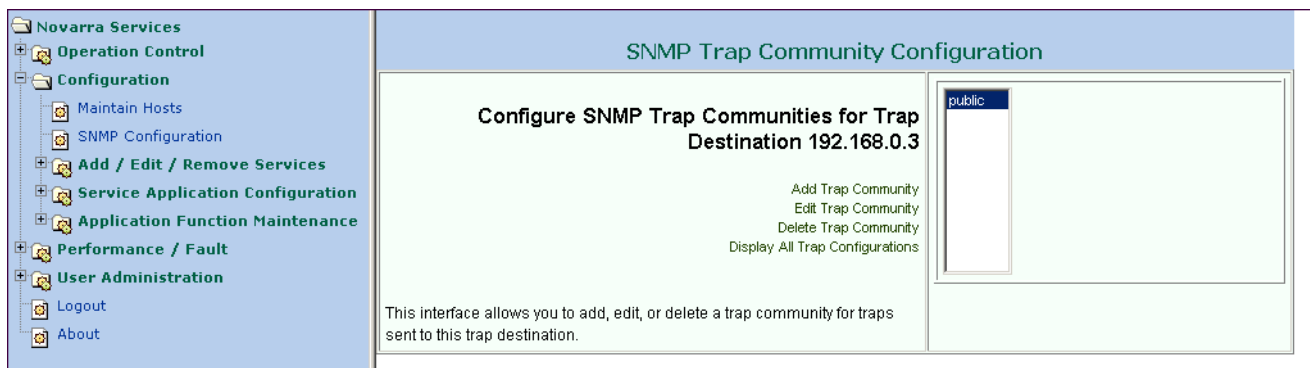 Novarra Services
Operation Control
Configuration
Maintain Hosts
SNMP Configuration
Add / Edit / Remove Services
Service Application Configuration
Application Function Maintenance
Performance / Fault
User Administration
Logout
About
SNMP Trap Community Configuration
Configure SNMP Trap Communities for Trap
Destination 192.168.0.3
Add Trap Community
Edit Trap Community
Delete Trap Community
Display All Trap Configurations
This interface allows you to add, edit, or delete a trap community for traps
sent to this trap destination.
public